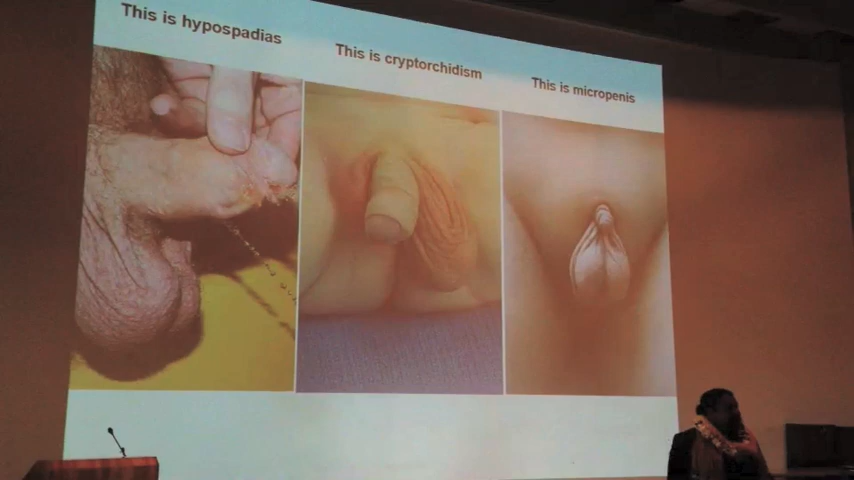 This is hypospadias
This is cryptorchidism
This is micropenis